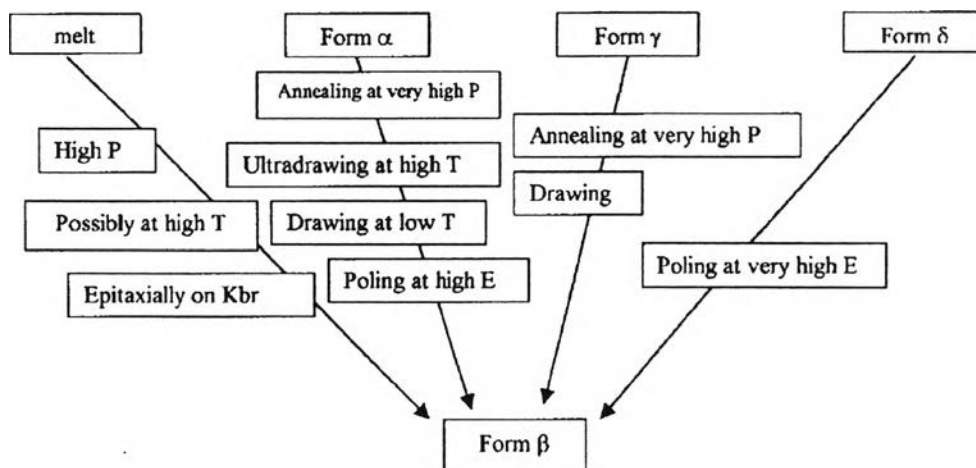 melt
Form α
Form γ
Form δ
Annealing at very high P
High P
Annealing at very high P
Ultradrawing at high T
Drawing
Possibly at high T
Drawing at low T
Poling at very high E
Epitaxially on Kbr
Poling at high E
Form β